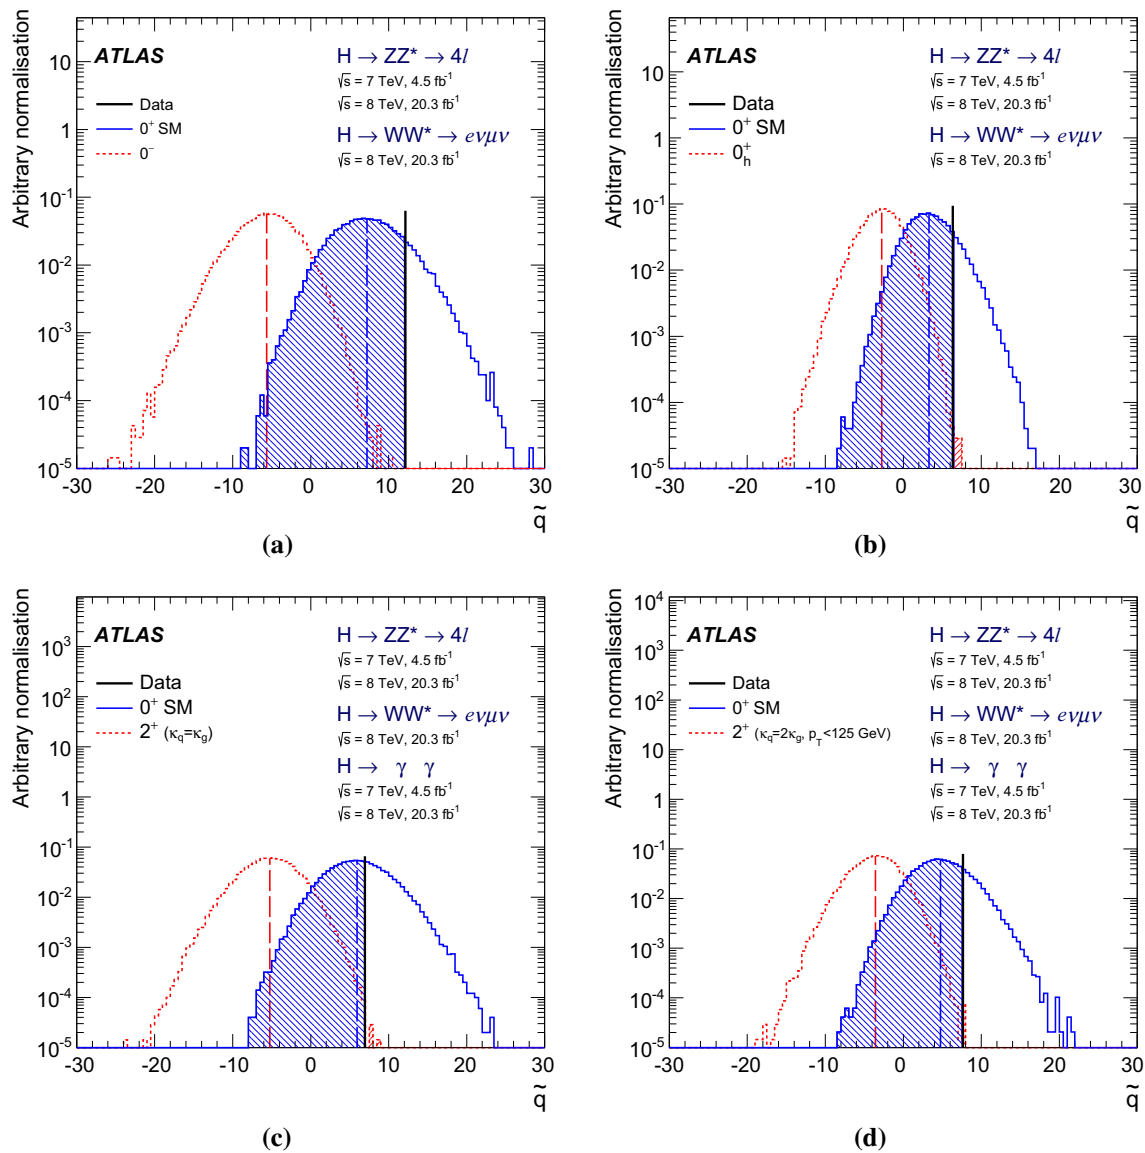 Arbitrary normalisation
ATLAS
H → ZZ* → 4l
√s = 7 TeV, 4.5 fb⁻¹
√s = 8 TeV, 20.3 fb⁻¹
H → WW* → eνμν
√s = 8 TeV, 20.3 fb⁻¹
Data
0⁺ SM
0⁻
10
1
10⁻¹
10⁻²
10⁻³
10⁻⁴
10⁻⁵
-30 -20 -10 0 10 20 30
q̃
(a)
Arbitrary normalisation
ATLAS
H → ZZ* → 4l
√s = 7 TeV, 4.5 fb⁻¹
√s = 8 TeV, 20.3 fb⁻¹
H → WW* → eνμν
√s = 8 TeV, 20.3 fb⁻¹
Data
0⁺ SM
0⁺h
10
1
10⁻¹
10⁻²
10⁻³
10⁻⁴
10⁻⁵
-30 -20 -10 0 10 20 30
q̃
(b)
Arbitrary normalisation
ATLAS
H → ZZ* → 4l
√s = 7 TeV, 4.5 fb⁻¹
√s = 8 TeV, 20.3 fb⁻¹
H → WW* → eνμν
√s = 8 TeV, 20.3 fb⁻¹
H → γ γ
√s = 7 TeV, 4.5 fb⁻¹
√s = 8 TeV, 20.3 fb⁻¹
Data
0⁺ SM
2⁺ (κq=κg)
10³
10²
10
1
10⁻¹
10⁻²
10⁻³
10⁻⁴
10⁻⁵
-30 -20 -10 0 10 20 30
q̃
(c)
Arbitrary normalisation
ATLAS
H → ZZ* → 4l
√s = 7 TeV, 4.5 fb⁻¹
√s = 8 TeV, 20.3 fb⁻¹
H → WW* → eνμν
√s = 8 TeV, 20.3 fb⁻¹
H → γ γ
√s = 7 TeV, 4.5 fb⁻¹
√s = 8 TeV, 20.3 fb⁻¹
Data
0⁺ SM
2⁺ (κq=2κg, pT<125 GeV)
10⁴
10³
10²
10
1
10⁻¹
10⁻²
10⁻³
10⁻⁴
10⁻⁵
-30 -20 -10 0 10 20 30
q̃
(d)